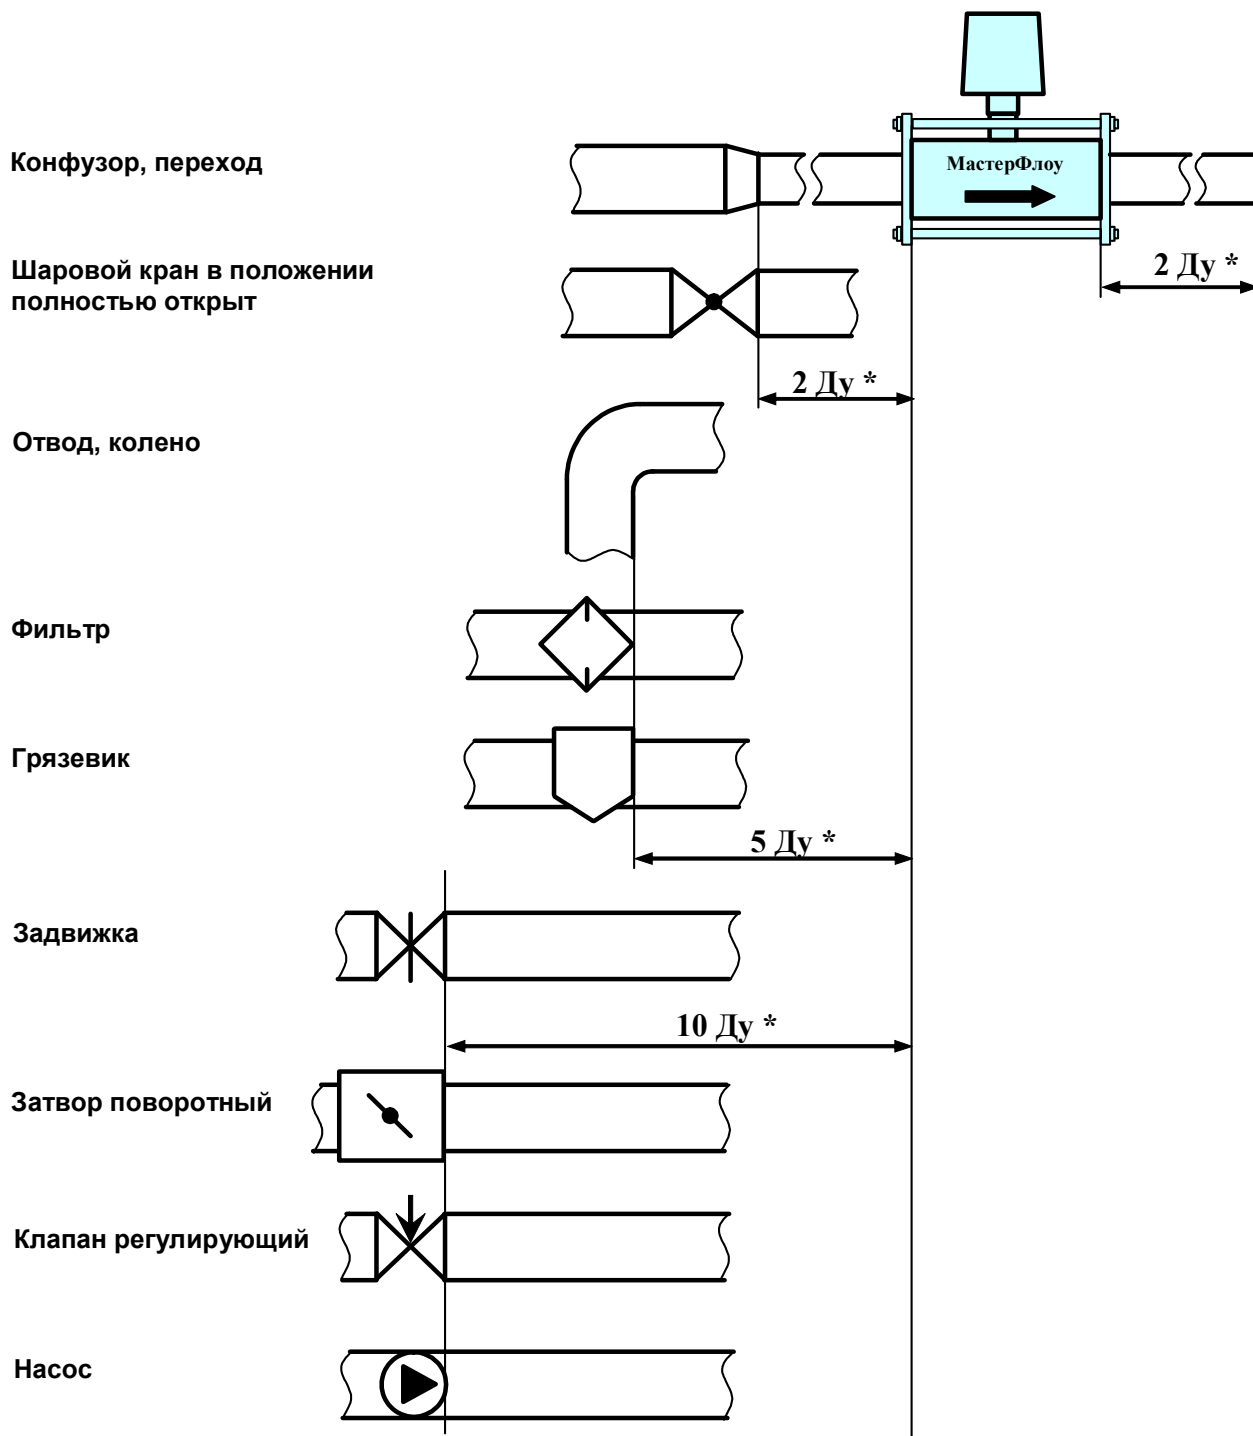 Конфузор, переход
МастерФлоу
Шаровой кран в положении
полностью открыт
2 Ду *
2 Ду *
Отвод, колено
Фильтр
Грязевик
5 Ду *
Задвижка
10 Ду *
Затвор поворотный
Клапан регулирующий
Насос